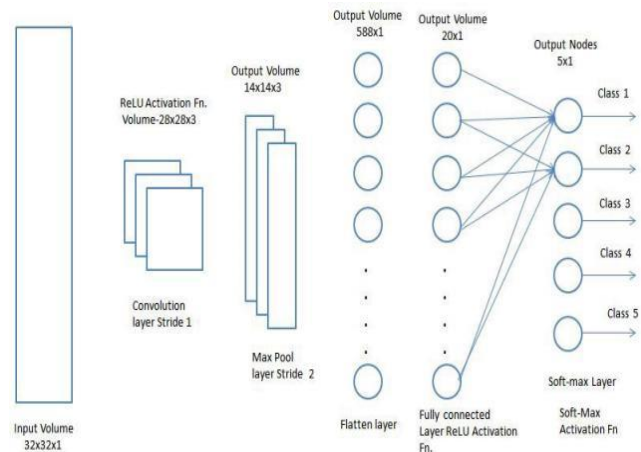 Output Volume
588x1
Output Volume
20x1
Output Nodes
5x1
Output Volume
14x14x3
ReLU Activation Fn.
Volume-28x28x3
Class 1
Class 2
Class 3
Class 4
Class 5
Convolution
layer Stride 1
Max Pool
layer Stride 2
Soft-max Layer
Input Volume
32x32x1
Flatten layer
Fully connected
Layer ReLU Activation
Fn.
Soft-Max
Activation Fn